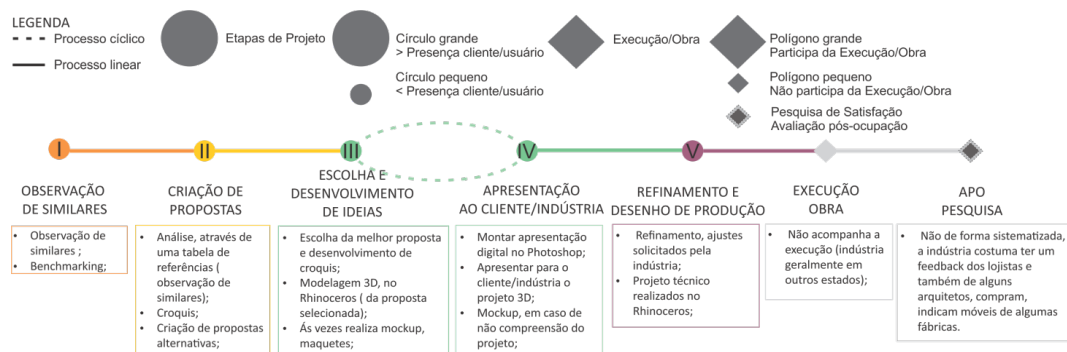 LEGENDA
Processo cíclico
Processo linear
Etapas de Projeto
Círculo grande
> Presença cliente/usuário
Círculo pequeno
< Presença cliente/usuário
Execução/Obra
Polígono grande
Participa da Execução/Obra
Polígono pequeno
Não participa da Execução/Obra
Pesquisa de Satisfação
Avaliação pós-ocupação
I
II
III
IV
V
OBSERVAÇÃO
DE SIMILARES
• Observação de
similares ;
• Benchmarking;
CRIAÇÃO DE
PROPOSTAS
• Análise, através de
uma tabela de
referências (
observação de
similares);
• Croquis;
• Criação de propostas
alternativas;
ESCOLHA E
DESENVOLVIMENTO
DE IDEIAS
• Escolha da melhor proposta
e desenvolvimento de
croquis;
• Modelagem 3D, no
Rhinoceros ( da proposta
selecionada);
• Ás vezes realiza mockup,
maquetes;
APRESENTAÇÃO
AO CLIENTE/INDÚSTRIA
• Montar apresentação
digital no Photoshop;
• Apresentar para o
cliente/indústria o
projeto 3D;
• Mockup, em caso de
não compreensão do
projeto;
REFINAMENTO E
DESENHO DE PRODUÇÃO
• Refinamento, ajustes
solicitados pela
indústria;
• Projeto técnico
realizados no
Rhinoceros;
EXECUÇÃO
OBRA
• Não acompanha a
execução (indústria
geralmente em
outros estados);
APO
PESQUISA
• Não de forma sistematizada,
a indústria costuma ter um
feedback dos lojistas e
também de alguns
arquitetos, compram,
indicam móveis de algumas
fábricas.